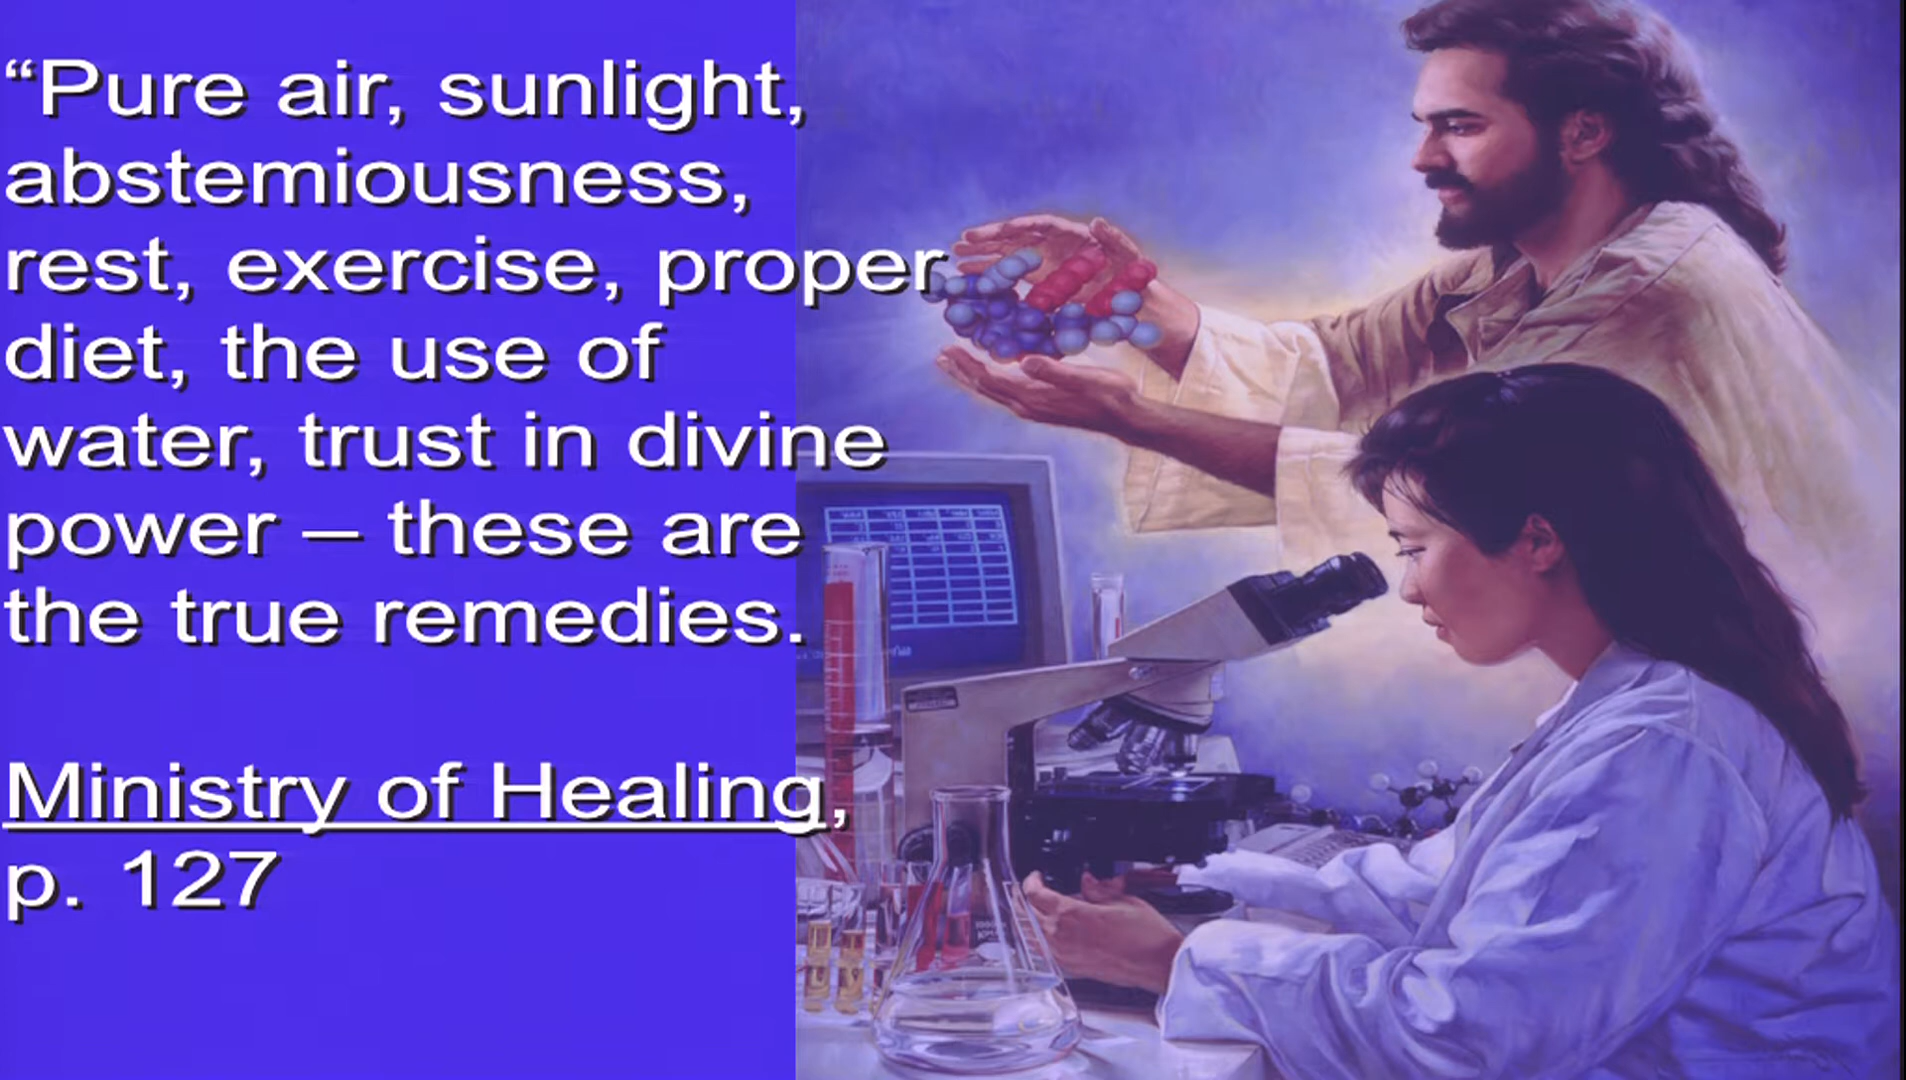 “Pure air, sunlight,
abstemiousness,
rest, exercise, proper
diet, the use of
water, trust in divine
power – these are
the true remedies.
Ministry of Healing,
p. 127